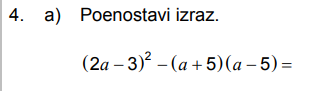 4. a) Poenostavi izraz.
(2a – 3)² – (a + 5)(a – 5) =